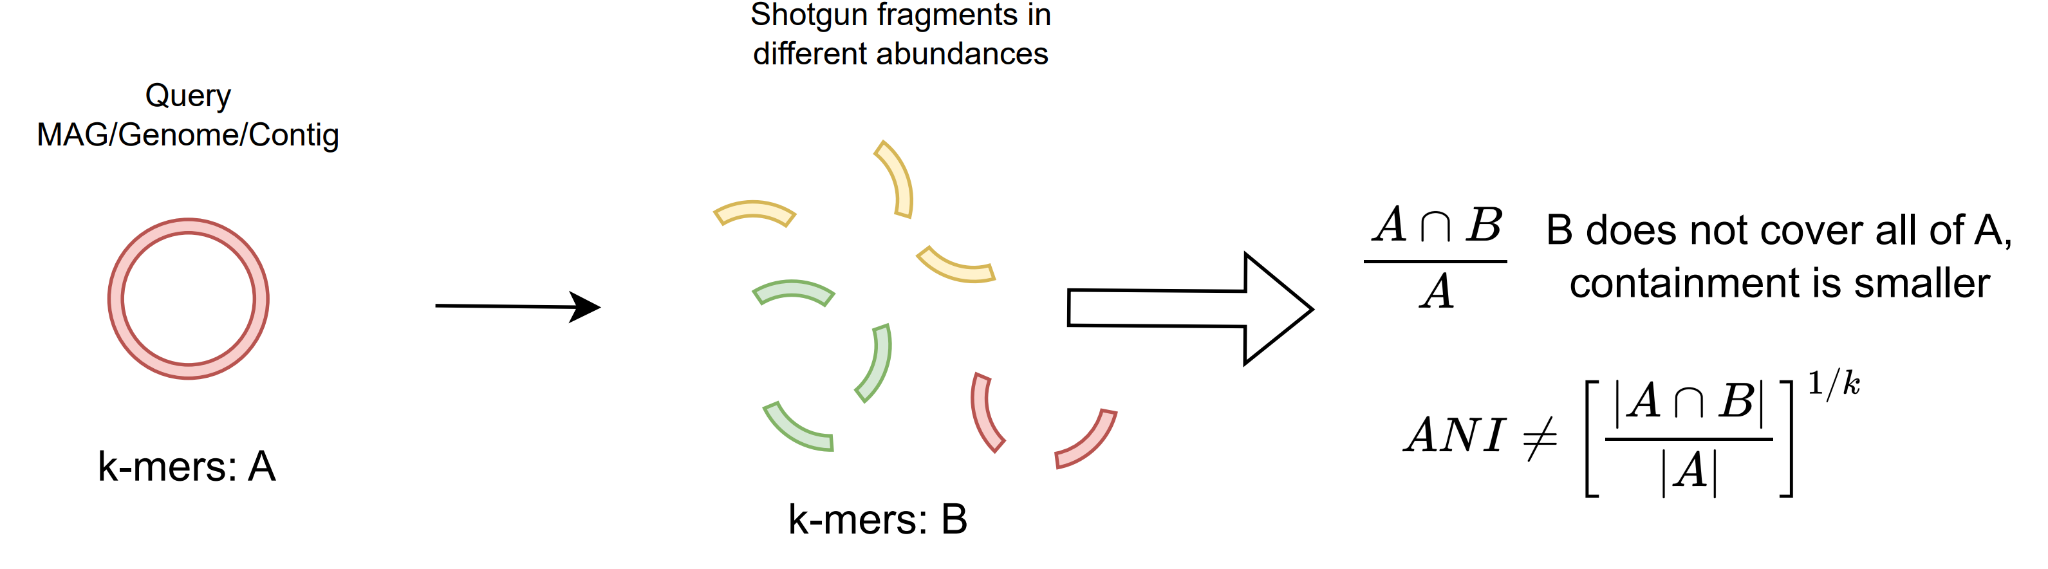 Shotgun fragments in
different abundances
Query
MAG/Genome/Contig
k-mers: A
k-mers: B
A ∩ B
A
B does not cover all of A,
containment is smaller
ANI ≠ [|A ∩ B| / |A|]^{1/k}